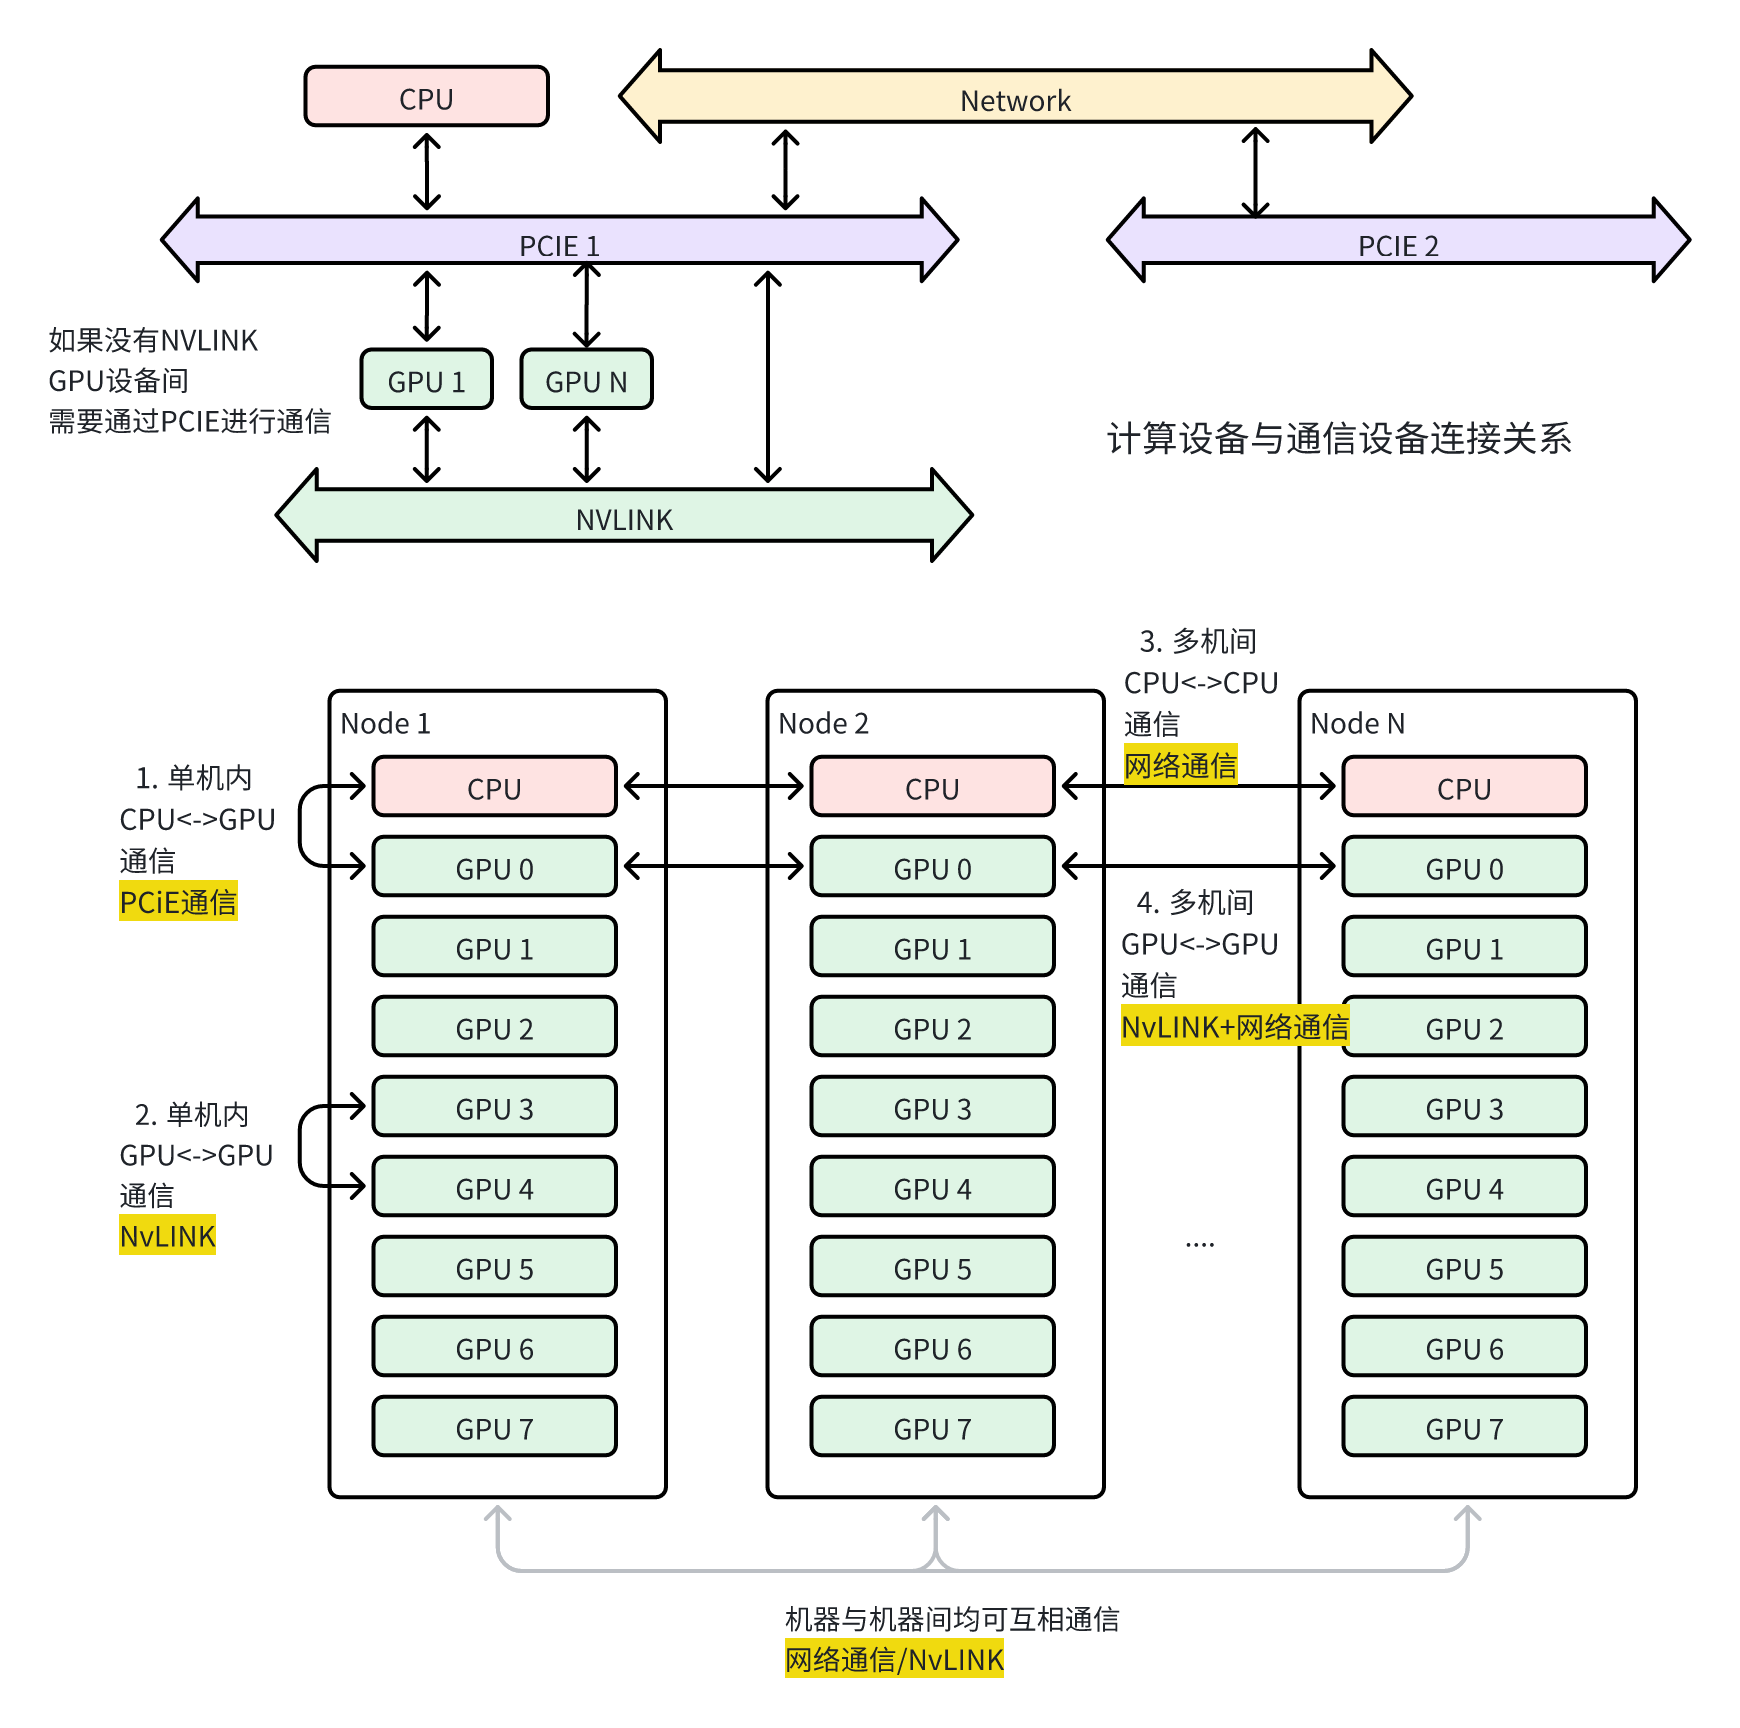 CPU
Network
PCIE 1
PCIE 2
如果没有NVLINK
GPU设备间
需要通过PCIE进行通信
GPU 1
GPU N
计算设备与通信设备连接关系
NVLINK
Node 1
CPU
GPU 0
GPU 1
GPU 2
GPU 3
GPU 4
GPU 5
GPU 6
GPU 7
1. 单机内
CPU<->GPU
通信
PCiE通信
2. 单机内
GPU<->GPU
通信
NvLINK
Node 2
CPU
GPU 0
GPU 1
GPU 2
GPU 3
GPU 4
GPU 5
GPU 6
GPU 7
3. 多机间
CPU<->CPU
通信
网络通信
4. 多机间
GPU<->GPU
通信
NvLINK+网络通信
....
Node N
CPU
GPU 0
GPU 1
GPU 2
GPU 3
GPU 4
GPU 5
GPU 6
GPU 7
机器与机器间均可互相通信
网络通信/NvLINK